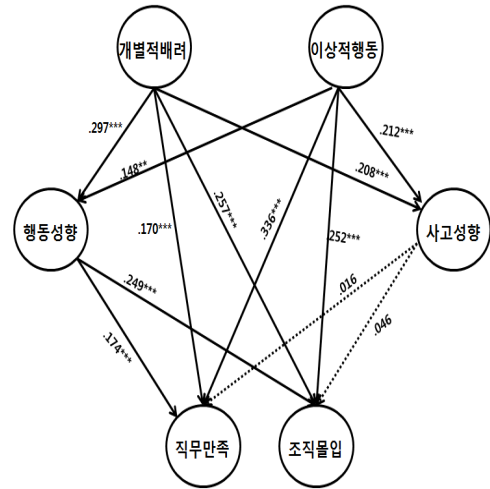 개별적배려
이상적행동
.297***
.148**
.212***
.208***
행동성향
.170***
.257***
.336***
.252***
사고성향
.249***
.174***
.016
.046
직무만족
조직몰입